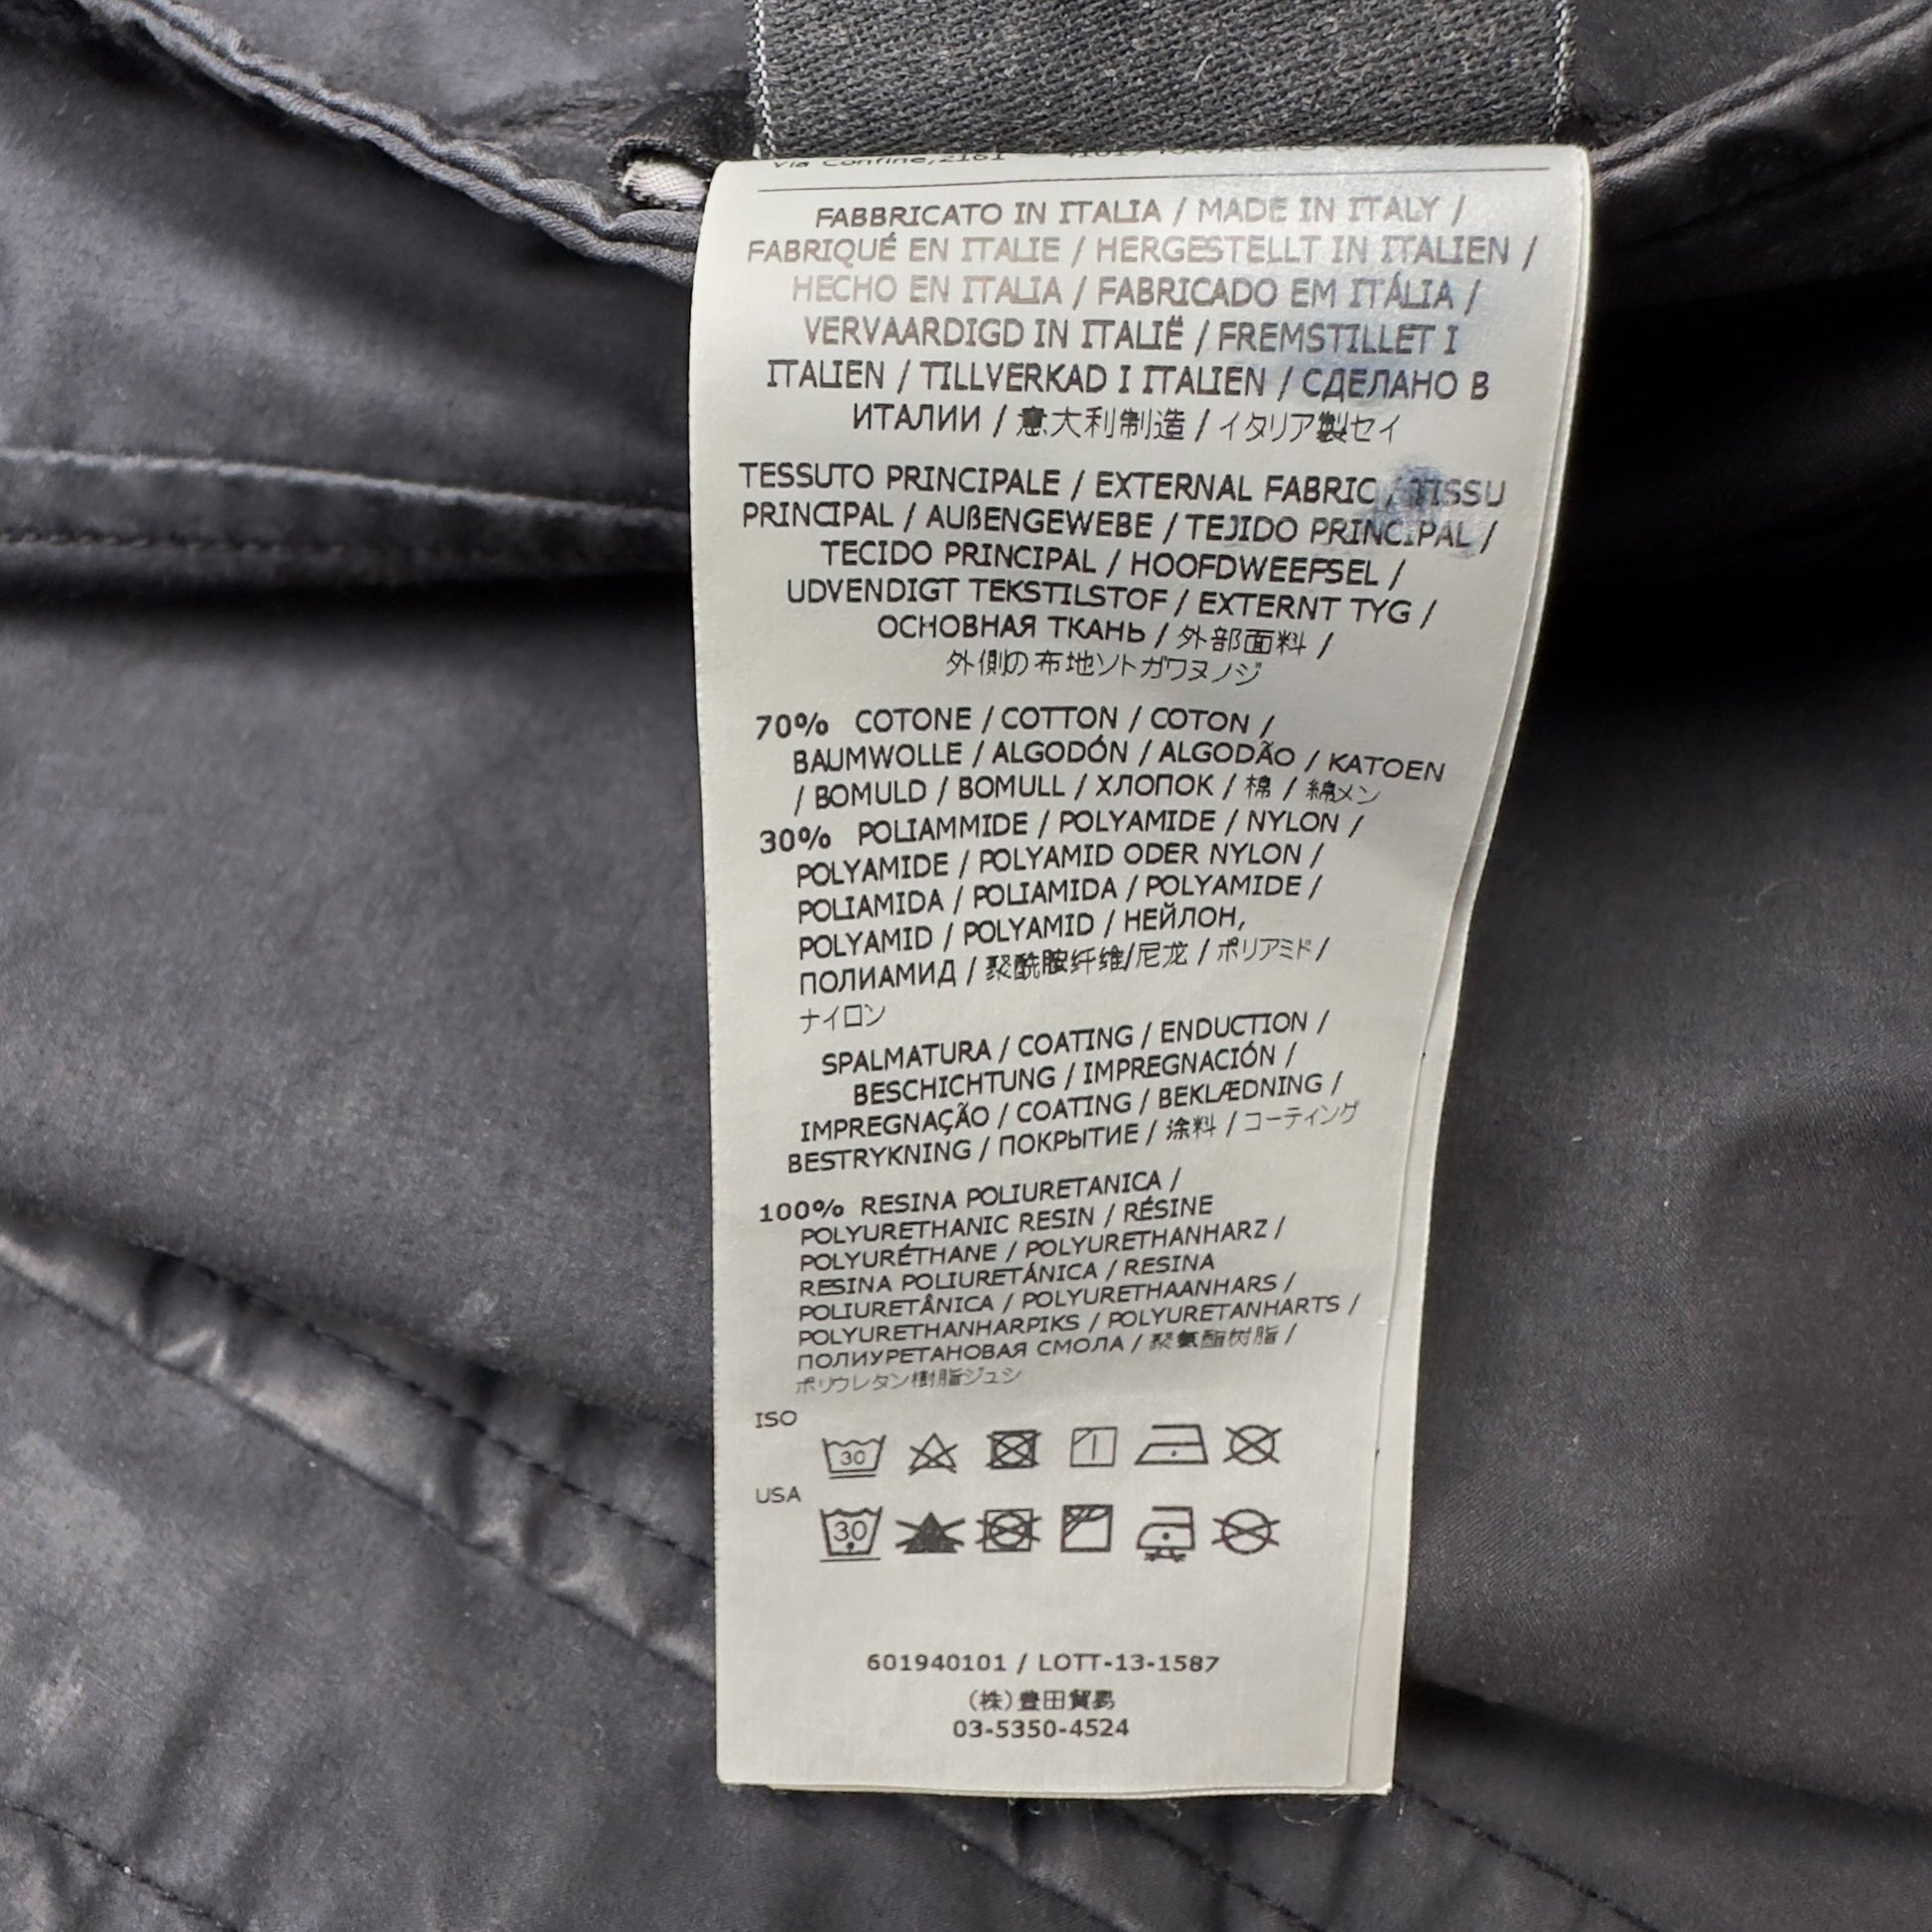 Via Confine,2161
FABBRICATO IN ITALIA / MADE IN ITALY /
FABRIQUÉ EN ITALIE / HERGESTELLT IN ITALIEN /
HECHO EN ITALIA / FABRICADO EM ITÁLIA /
VERVAARDIGD IN ITALIË / FREMSTILLET I
ITALIEN / TILLVERKAD I ITALIEN / СДЕЛАНО В
ИТАЛИИ / 意大利制造 / イタリア製セイ
TESSUTO PRINCIPALE / EXTERNAL FABRIC / TISSU
PRINCIPAL / AUßENGEWEBE / TEJIDO PRINCIPAL /
TECIDO PRINCIPAL / HOOFDWEEFSEL /
UDVENDIGT TEKSTILSTOF / EXTERNT TYG /
ОСНОВНАЯ ТКАНЬ / 外部面料 /
外側の布地ソトガワヌノジ
70% COTONE / COTTON / COTON /
BAUMWOLLE / ALGODÓN / ALGODÃO / KATOEN
/ BOMULD / BOMULL / ХЛОПОК / 棉 / 綿メン
30% POLIAMMIDE / POLYAMIDE / NYLON /
POLYAMIDE / POLYAMID ODER NYLON /
POLIAMIDA / POLIAMIDA / POLYAMIDE /
POLYAMID / POLYAMID / НЕЙЛОН,
ПОЛИАМИД / 聚酰胺纤维/尼龙 / ポリアミド/
ナイロン
SPALMATURA / COATING / ENDUCTION /
BESCHICHTUNG / IMPREGNACIÓN /
IMPREGNAÇÃO / COATING / BEKLÆDNING /
BESTRYKNING / ПОКРЫТИЕ / 涂料 / コーティング
100% RESINA POLIURETANICA /
POLYURETHANIC RESIN / RÉSINE
POLYURÉTHANE / POLYURETHANHARZ /
RESINA POLIURETÁNICA / RESINA
POLIURETÂNICA / POLYURETHAANHARS /
POLYURETHANHARPIKS / POLYURETANHARTS /
ПОЛИУРЕТАНОВАЯ СМОЛА / 聚氨酯树脂 /
ポリウレタン樹脂ジュシ
ISO
30
USA
30
601940101 / LOTT-13-1587
(株)豊田貿易
03-5350-4524